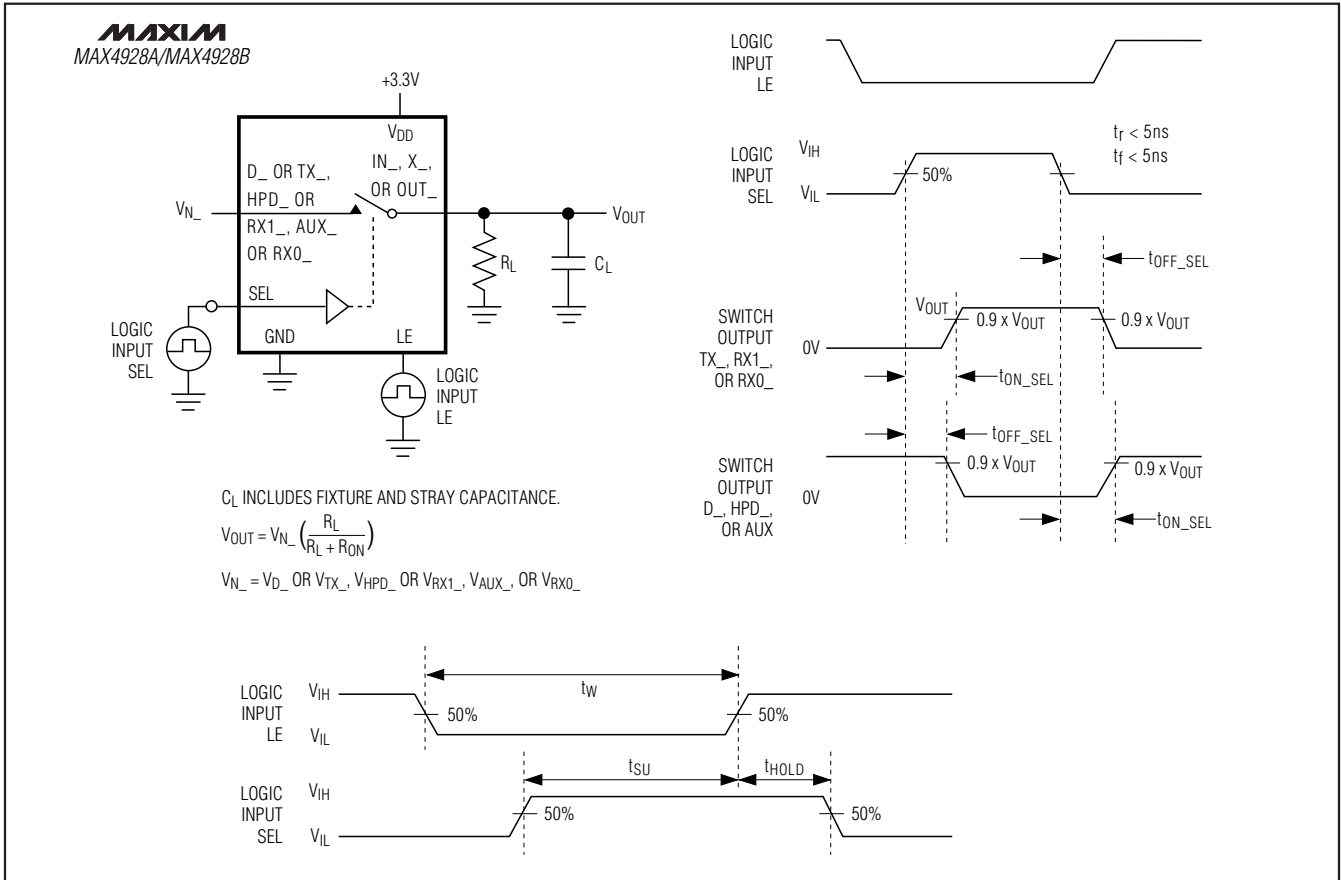 MAXIM
MAX4928A/MAX4928B
+3.3V
VDD
D_ OR TX_,
HPD_ OR
RX1_, AUX_
OR RX0_
IN_, X_,
OR OUT_
VN_
VOUT
RL
CL
SEL
GND
LE
LOGIC
INPUT
SEL
LOGIC
INPUT
LE
CL INCLUDES FIXTURE AND STRAY CAPACITANCE.
VOUT = VN_ (RL / RL + RON)
VN_ = VD_ OR VTX_, VHPD_ OR VRX1_, VAUX_, OR VRX0_
LOGIC
INPUT
LE
tr < 5ns
tf < 5ns
LOGIC
INPUT
SEL
VIH
VIL
50%
tOFF_SEL
SWITCH
OUTPUT
TX_, RX1_,
OR RX0_
0V
VOUT
0.9 x VOUT
0.9 x VOUT
tON_SEL
tOFF_SEL
SWITCH
OUTPUT
D_, HPD_,
OR AUX
0V
0.9 x VOUT
0.9 x VOUT
tON_SEL
LOGIC
INPUT
LE
VIH
VIL
tW
50%
50%
tSU
tHOLD
LOGIC
INPUT
SEL
VIH
VIL
50%
50%